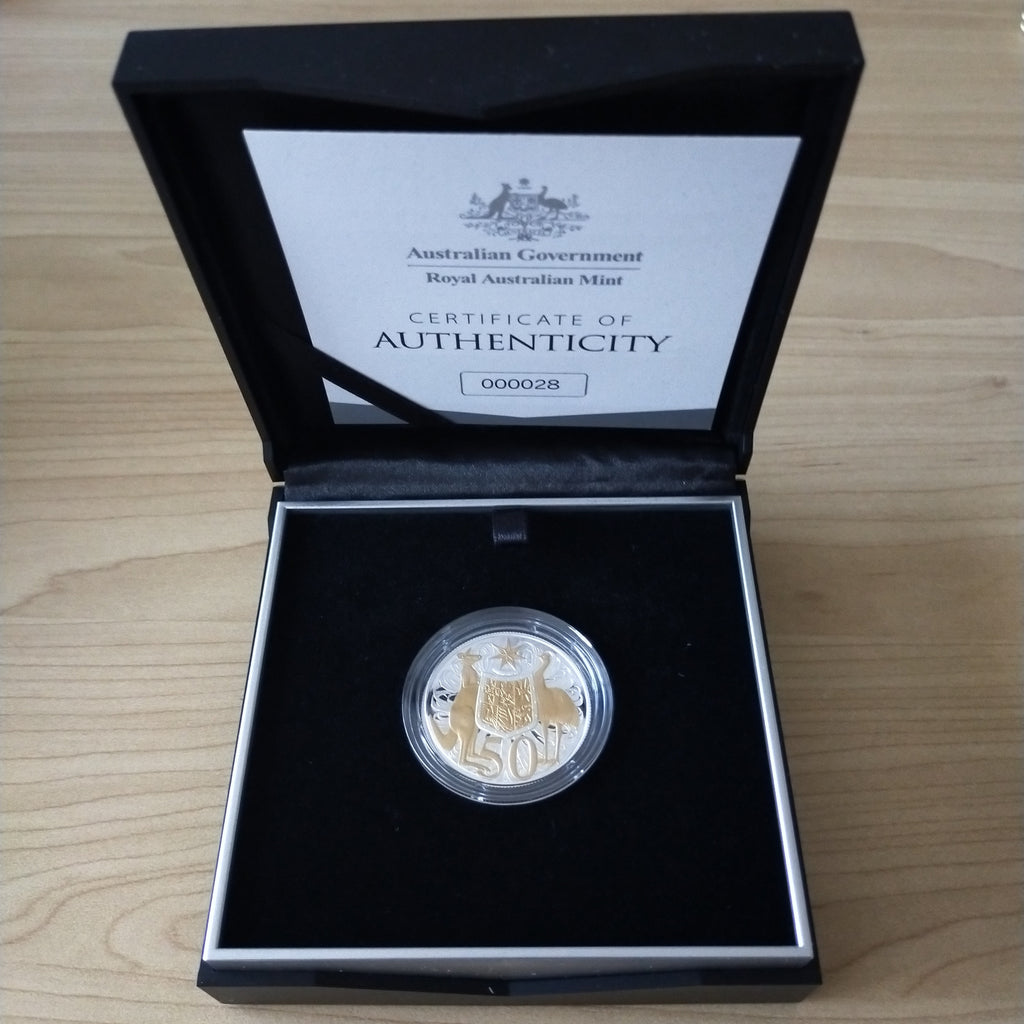 Australian Government
Royal Australian Mint
CERTIFICATE OF
AUTHENTICITY
000028
50